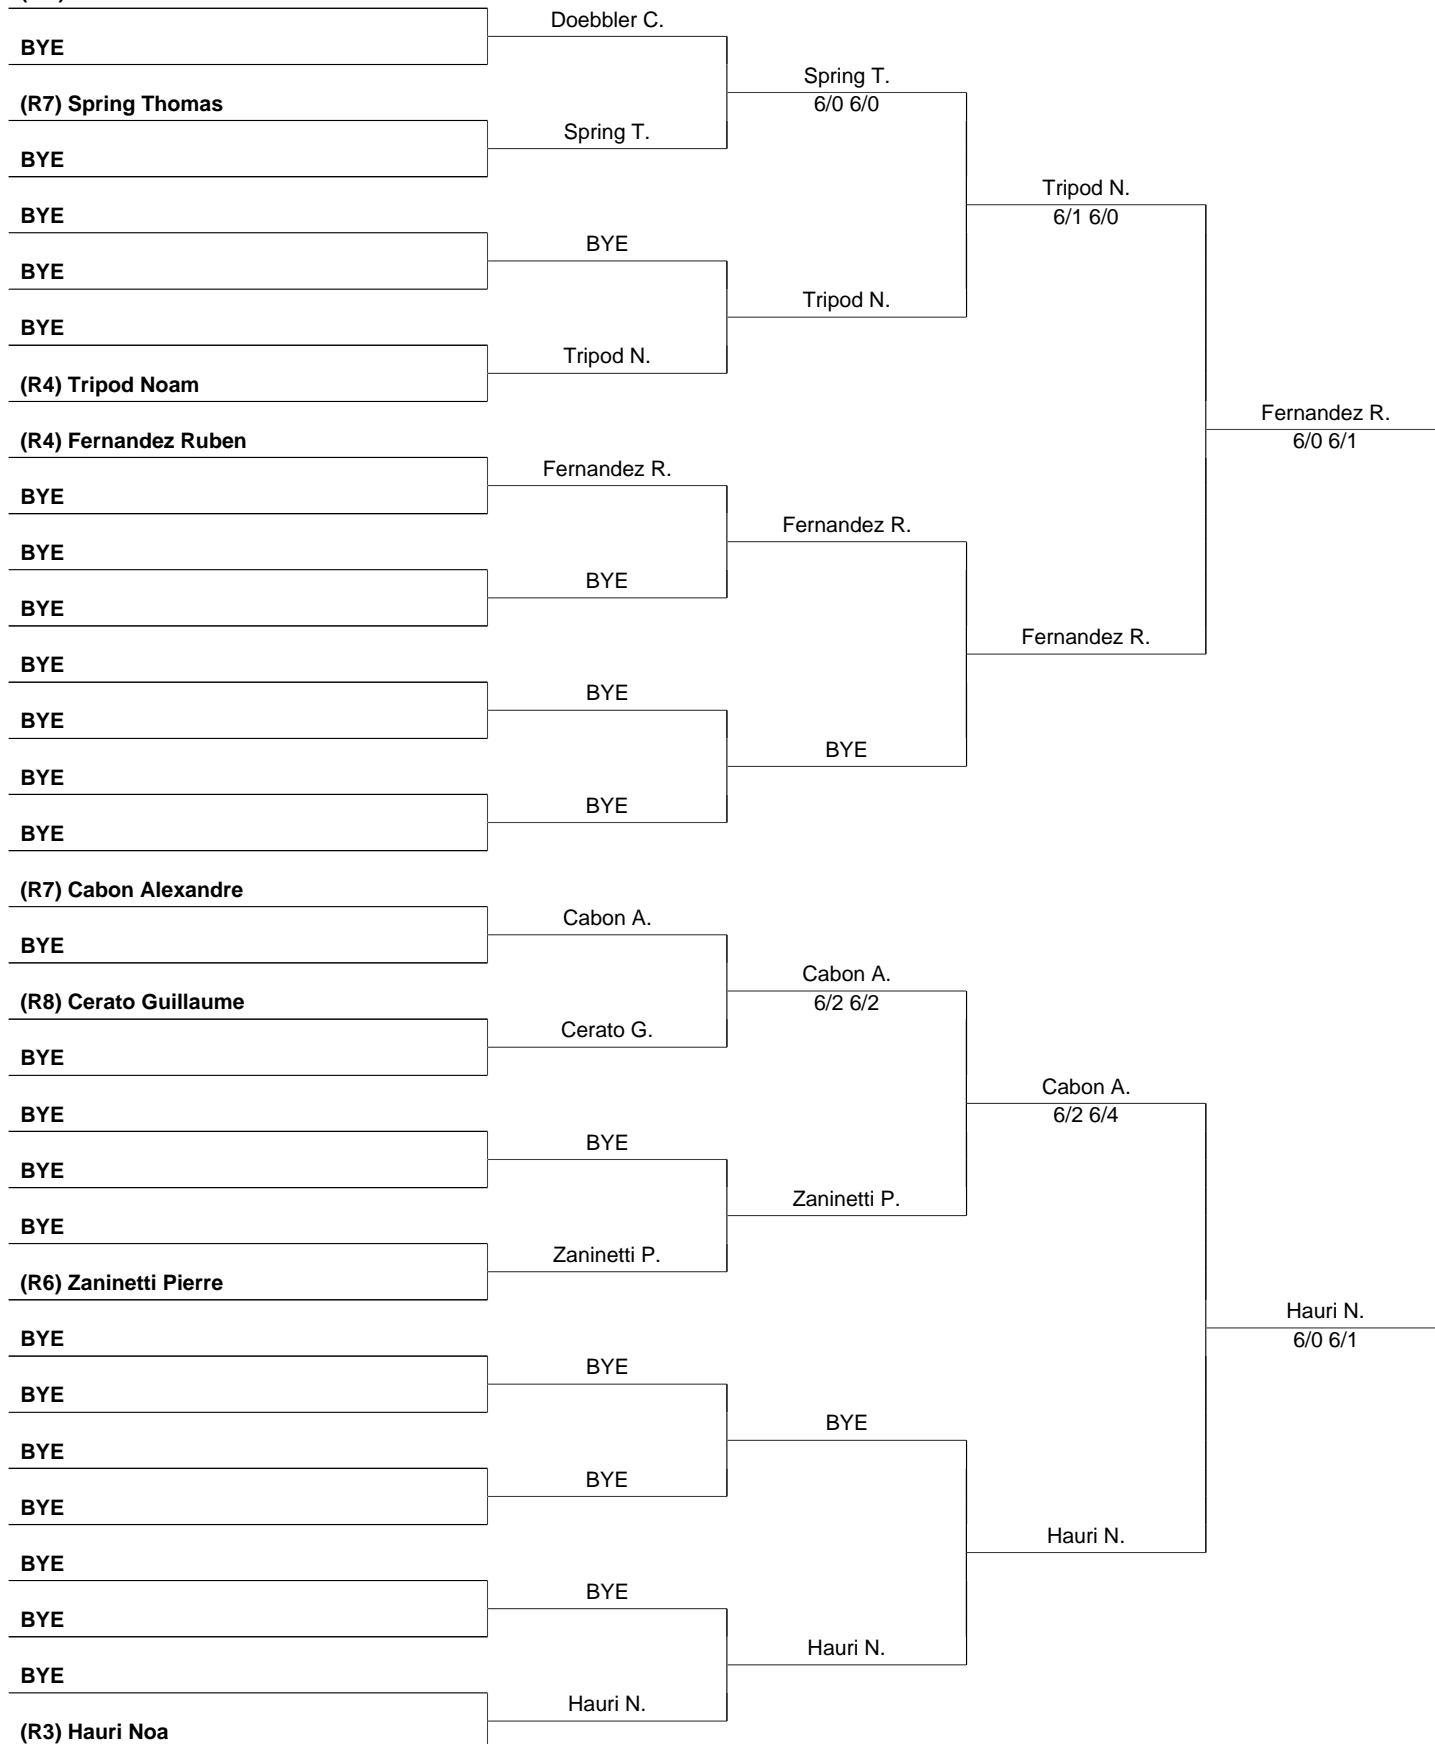 BYE
(R7) Spring Thomas
BYE
BYE
BYE
BYE
(R4) Tripod Noam
(R4) Fernandez Ruben
BYE
BYE
BYE
BYE
BYE
BYE
BYE
(R7) Cabon Alexandre
BYE
(R8) Cerato Guillaume
BYE
BYE
BYE
BYE
(R6) Zaninetti Pierre
BYE
BYE
BYE
BYE
BYE
BYE
BYE
(R3) Hauri Noa
Doebbler C.
Spring T.
BYE
Tripod N.
Fernandez R.
BYE
BYE
BYE
Cabon A.
Cerato G.
BYE
Zaninetti P.
BYE
BYE
BYE
Hauri N.
Spring T.
6/0 6/0
Tripod N.
Fernandez R.
BYE
Cabon A.
6/2 6/2
Zaninetti P.
BYE
Hauri N.
Tripod N.
6/1 6/0
Fernandez R.
Cabon A.
6/2 6/4
Hauri N.
Fernandez R.
6/0 6/1
Hauri N.
6/0 6/1